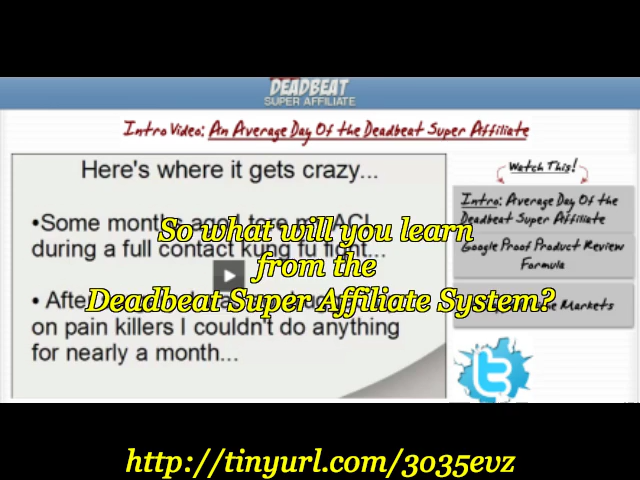 DEADBEAT
SUPER AFFILIATE
Intro Video: An Average Day Of the Deadbeat Super Affiliate
Here's where it gets crazy...
Watch This!
•Some months ago I tore my ACL
during a full contact kung fu fight...
• After
on pain killers I couldn't do anything
for nearly a month...
Intro: Average Day Of the
Deadbeat Super Affiliate
Google Proof Product Review
Formula
Markets
So what will you learn
from the
Deadbeat Super Affiliate System?
http://tinyurl.com/3035evz